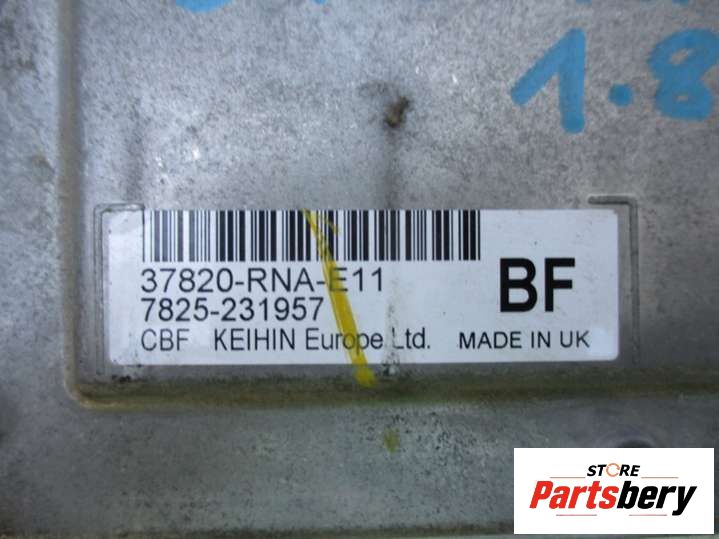 1.8
37820-RNA-E11
7825-231957
BF
CBF KEIHIN Europe Ltd. MADE IN UK
STORE
Partsbery